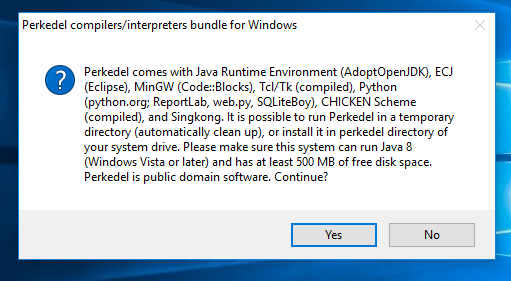 Perkedel compilers/interpreters bundle for Windows
Perkedel comes with Java Runtime Environment (AdoptOpenJDK), ECJ
(Eclipse), MinGW (Code::Blocks), Tcl/Tk (compiled), Python
(python.org; ReportLab, web.py, SQLiteBoy), CHICKEN Scheme
(compiled), and Singkong. It is possible to run Perkedel in a temporary
directory (automatically clean up), or install it in perkedel directory of
your system drive. Please make sure this system can run Java 8
(Windows Vista or later) and has at least 500 MB of free disk space.
Perkedel is public domain software. Continue?
Yes
No